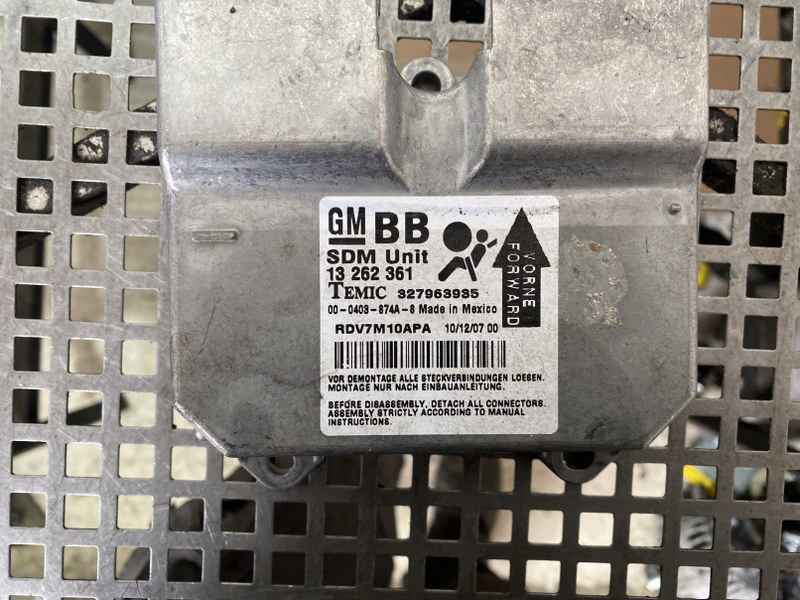 GM BB
SDM Unit
13 262 361
TEMIC 327963935
00-0403-874A-8 Made in Mexico
RDV7M10APA 10/12/07 00
VORNE
FORWARD
VOR DEMONTAGE ALLE STECKVERBINDUNGEN LOESEN.
MONTAGE NUR NACH EINBAUANLEITUNG.
BEFORE DISASSEMBLY, DETACH ALL CONNECTORS.
ASSEMBLY STRICTLY ACCORDING TO MANUAL
INSTRUCTIONS.